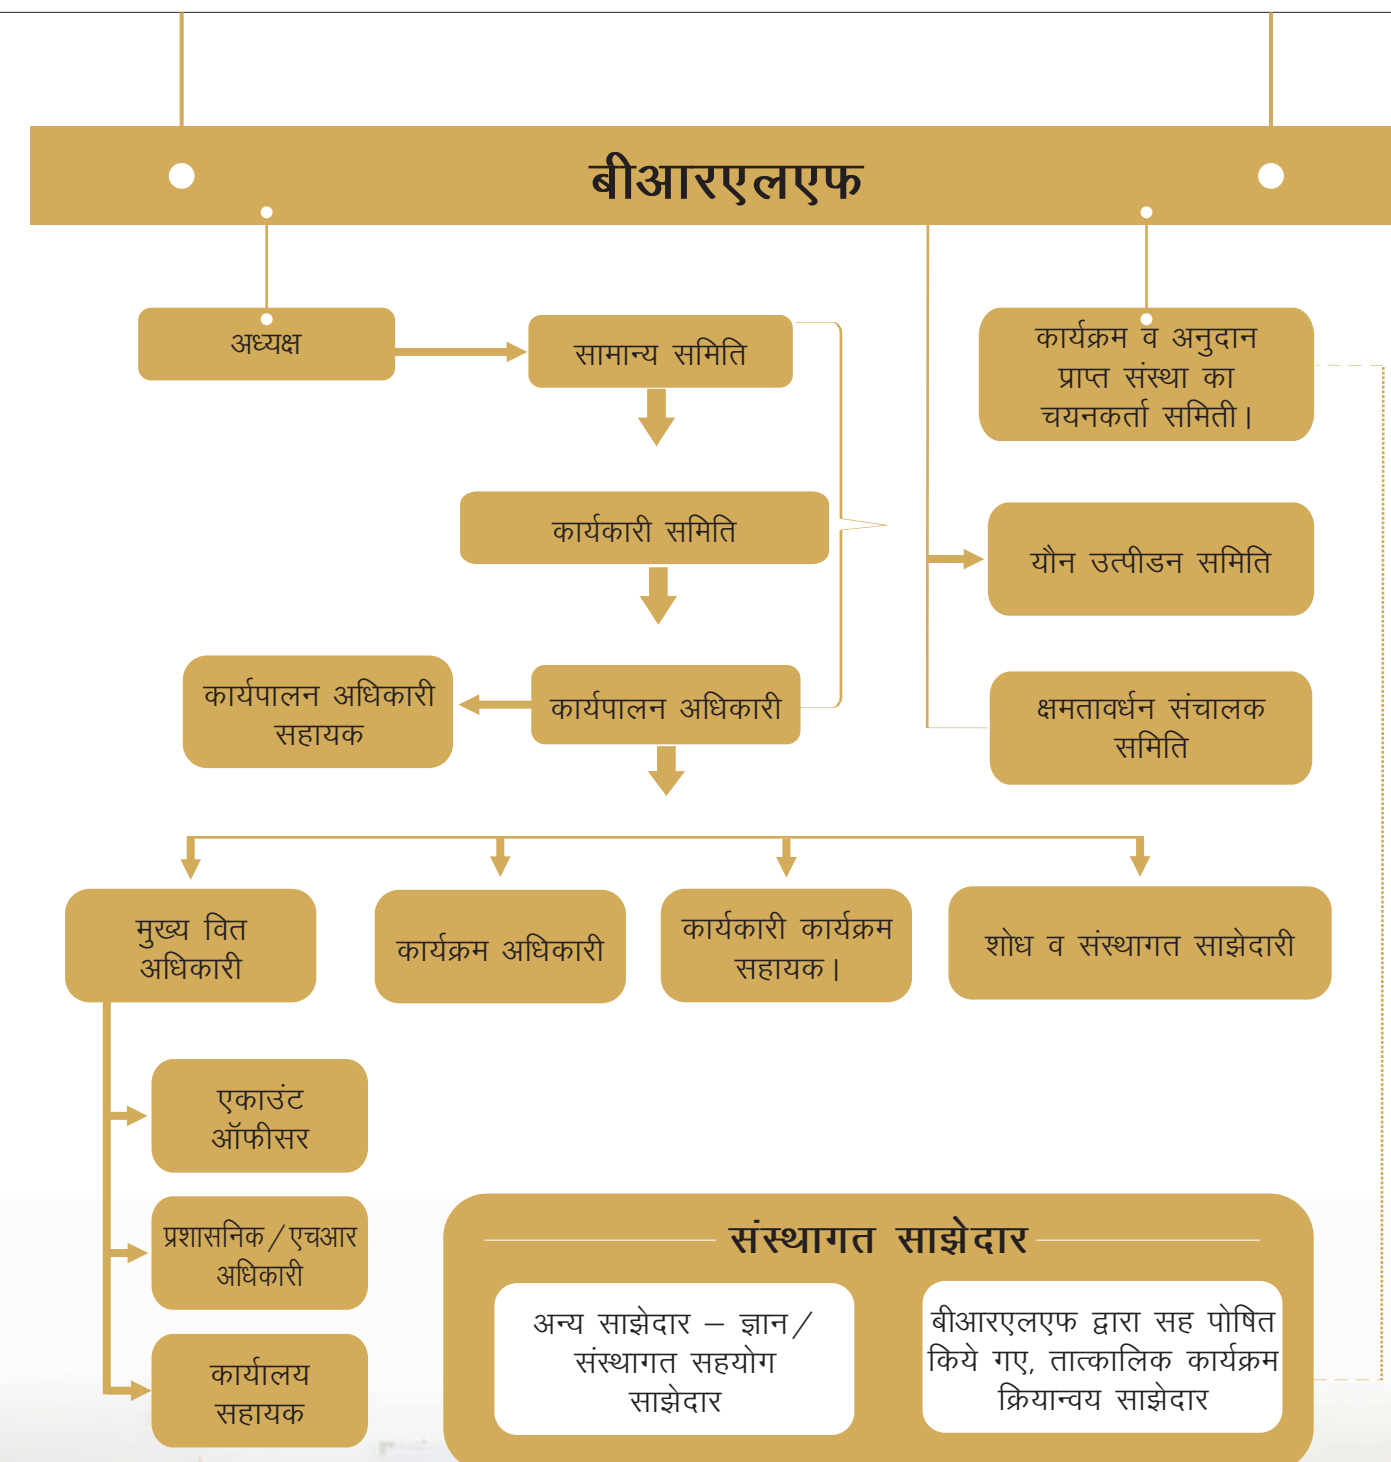 बीआरएलएफ
अध्यक्ष
सामान्य समिति
कार्यक्रम व अनुदान
प्राप्त संस्था का
चयनकर्ता समिती।
कार्यकारी समिति
यौन उत्पीडन समिति
कार्यपालन अधिकारी
सहायक
कार्यपालन अधिकारी
क्षमतावर्धन संचालक
समिति
मुख्य वित
अधिकारी
कार्यक्रम अधिकारी
कार्यकारी कार्यक्रम
सहायक।
शोध व संस्थागत साझेदारी
एकाउंट
ऑफीसर
प्रशासनिक/एचआर
अधिकारी
कार्यालय
सहायक
संस्थागत साझेदार
अन्य साझेदार – ज्ञान/
संस्थागत सहयोग
साझेदार
बीआरएलएफ द्वारा सह पोषित
किये गए, तात्कालिक कार्यक्रम
क्रियान्वय साझेदार